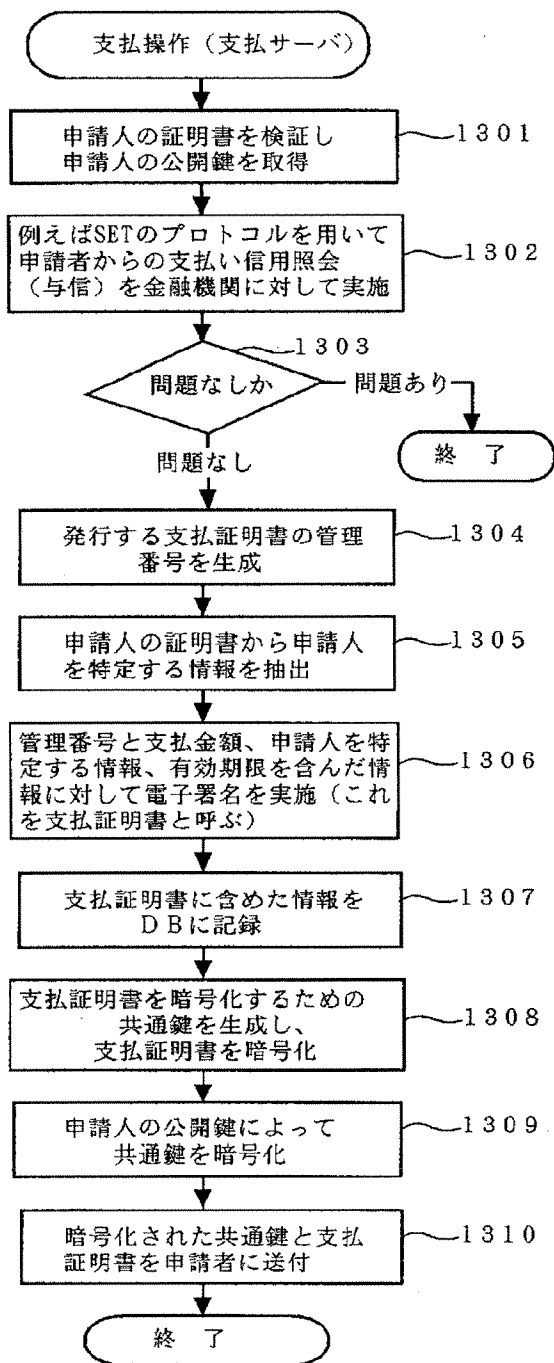 支払操作（支払サーバ）
申請人の証明書を検証し
申請人の公開鍵を取得
１３０１
例えばSETのプロトコルを用いて
申請者からの支払い信用照会
（与信）を金融機関に対して実施
１３０２
１３０３
問題なしか
問題あり
終 了
問題なし
発行する支払証明書の管理
番号を生成
１３０４
申請人の証明書から申請人
を特定する情報を抽出
１３０５
管理番号と支払金額、申請人を特
定する情報、有効期限を含んだ情
報に対して電子署名を実施（これ
を支払証明書と呼ぶ）
１３０６
支払証明書に含めた情報を
ＤＢに記録
１３０７
支払証明書を暗号化するための
共通鍵を生成し、
支払証明書を暗号化
１３０８
申請人の公開鍵によって
共通鍵を暗号化
１３０９
暗号化された共通鍵と支払
証明書を申請者に送付
１３１０
終 了